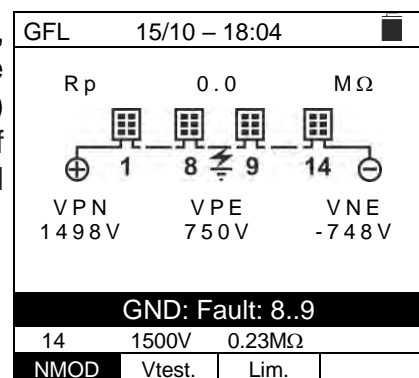 GFL 15/10 – 18:04
Rp 0.0 MΩ
1 8 9 14
VPN VPE VNE
1498V 750V -748V
GND: Fault: 8..9
14 1500V 0.23MΩ
NMOD Vtest. Lim.